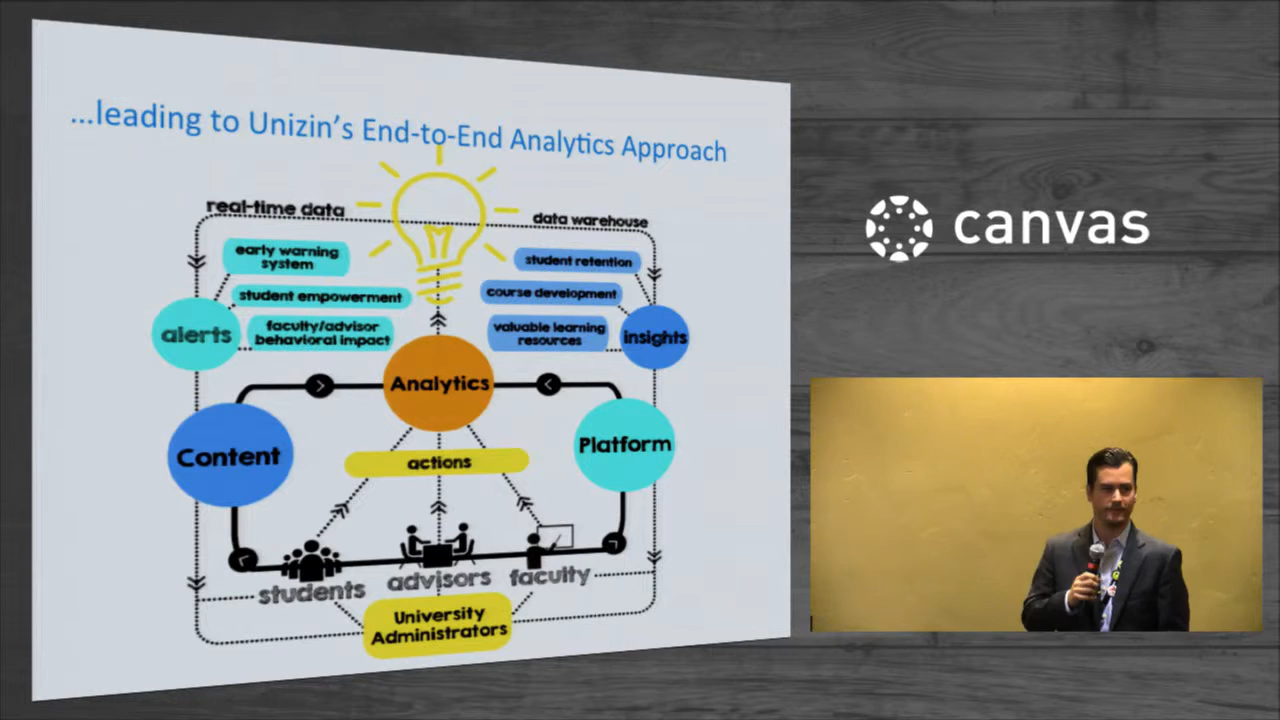 ...leading to Unizin's End-to-End Analytics Approach
real-time data
data warehouse
early warning
system
student empowerment
faculty/advisor
behavioral impact
alerts
student retention
course development
valuable learning
resources
insights
Analytics
Content
Platform
actions
students
advisors
faculty
University
Administrators
canvas